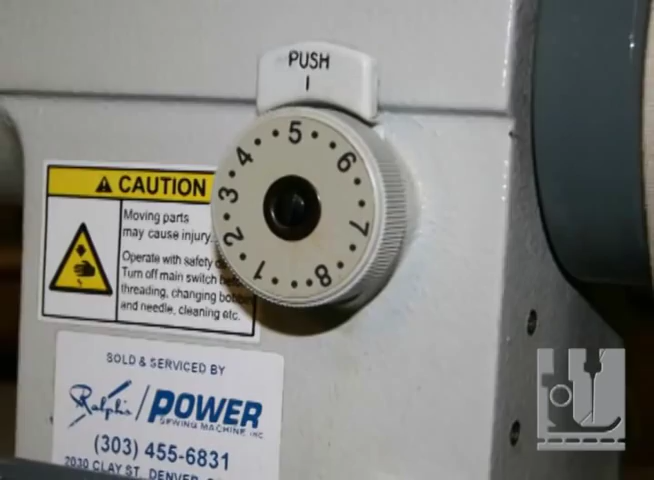 PUSH
5
4
6
3
7
2
8
1
CAUTION
Moving parts
may cause injury.
Operate with safety
Turn off main switch
threading, changing
and needle, cleaning etc.
SOLD & SERVICED BY
Ralph's / POWER
SEWING MACHINE INC
(303) 455-6831
2030 CLAY ST DENVER,